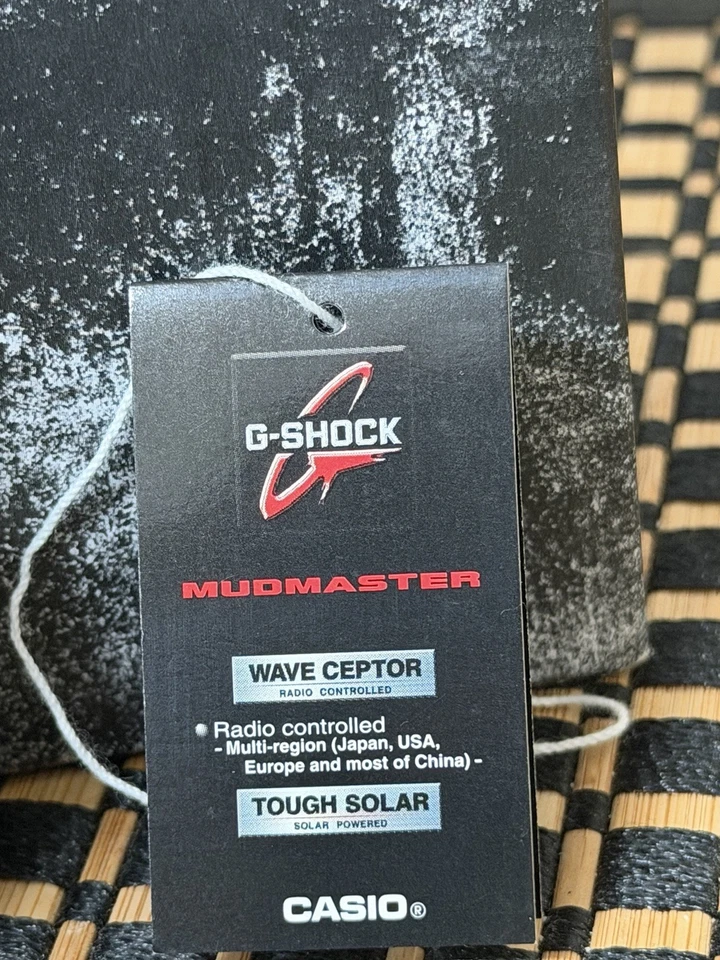 G-SHOCK
MUDMASTER
WAVE CEPTOR
RADIO CONTROLLED
Radio controlled
- Multi-region (Japan, USA,
Europe and most of China) -
TOUGH SOLAR
SOLAR POWERED
CASIO®